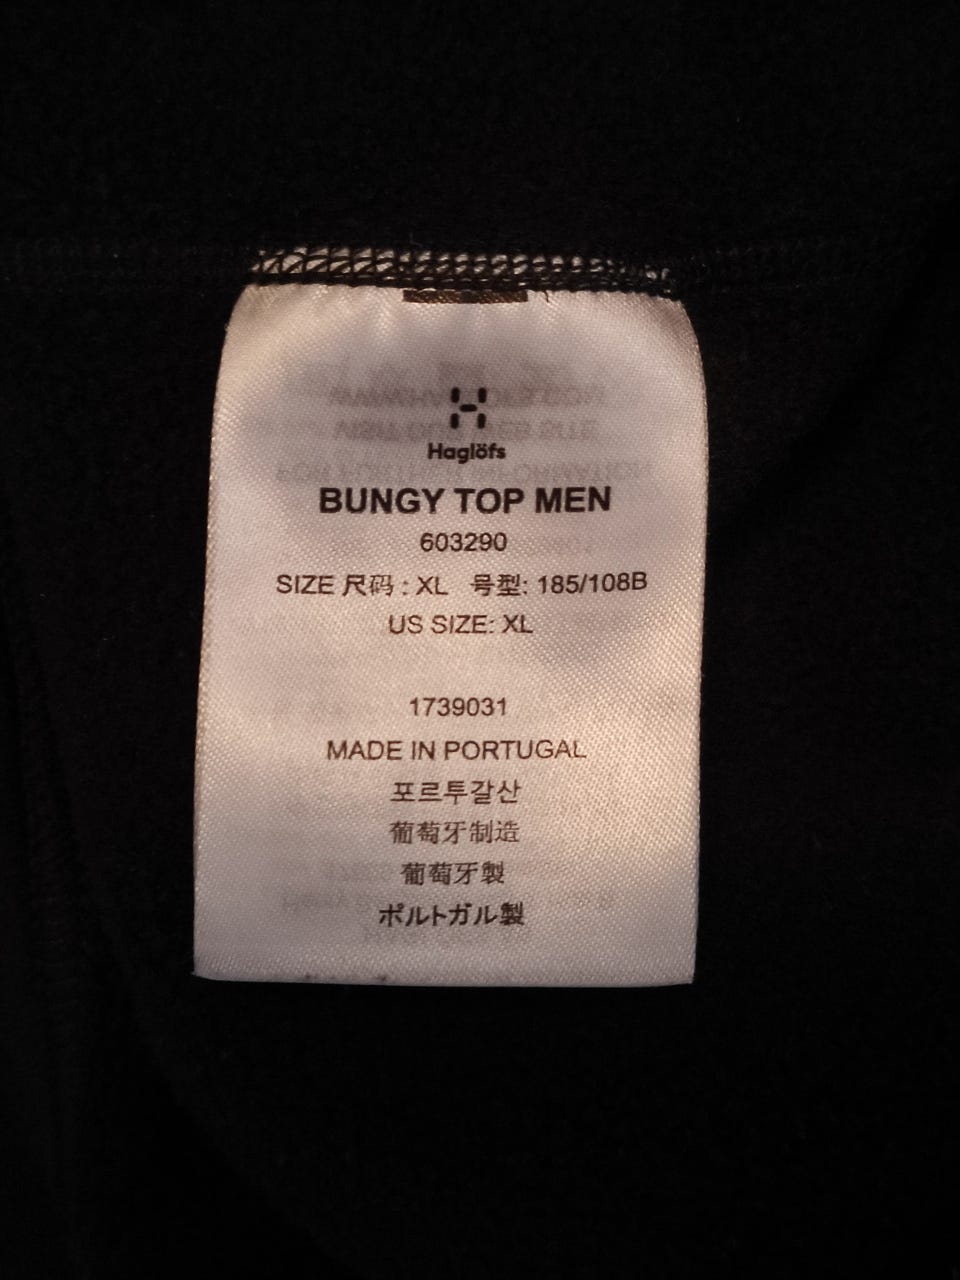 Haglöfs
BUNGY TOP MEN
603290
SIZE 尺码 : XL 号型: 185/108B
US SIZE: XL
1739031
MADE IN PORTUGAL
포르투갈산
葡萄牙制造
葡萄牙製
ポルトガル製